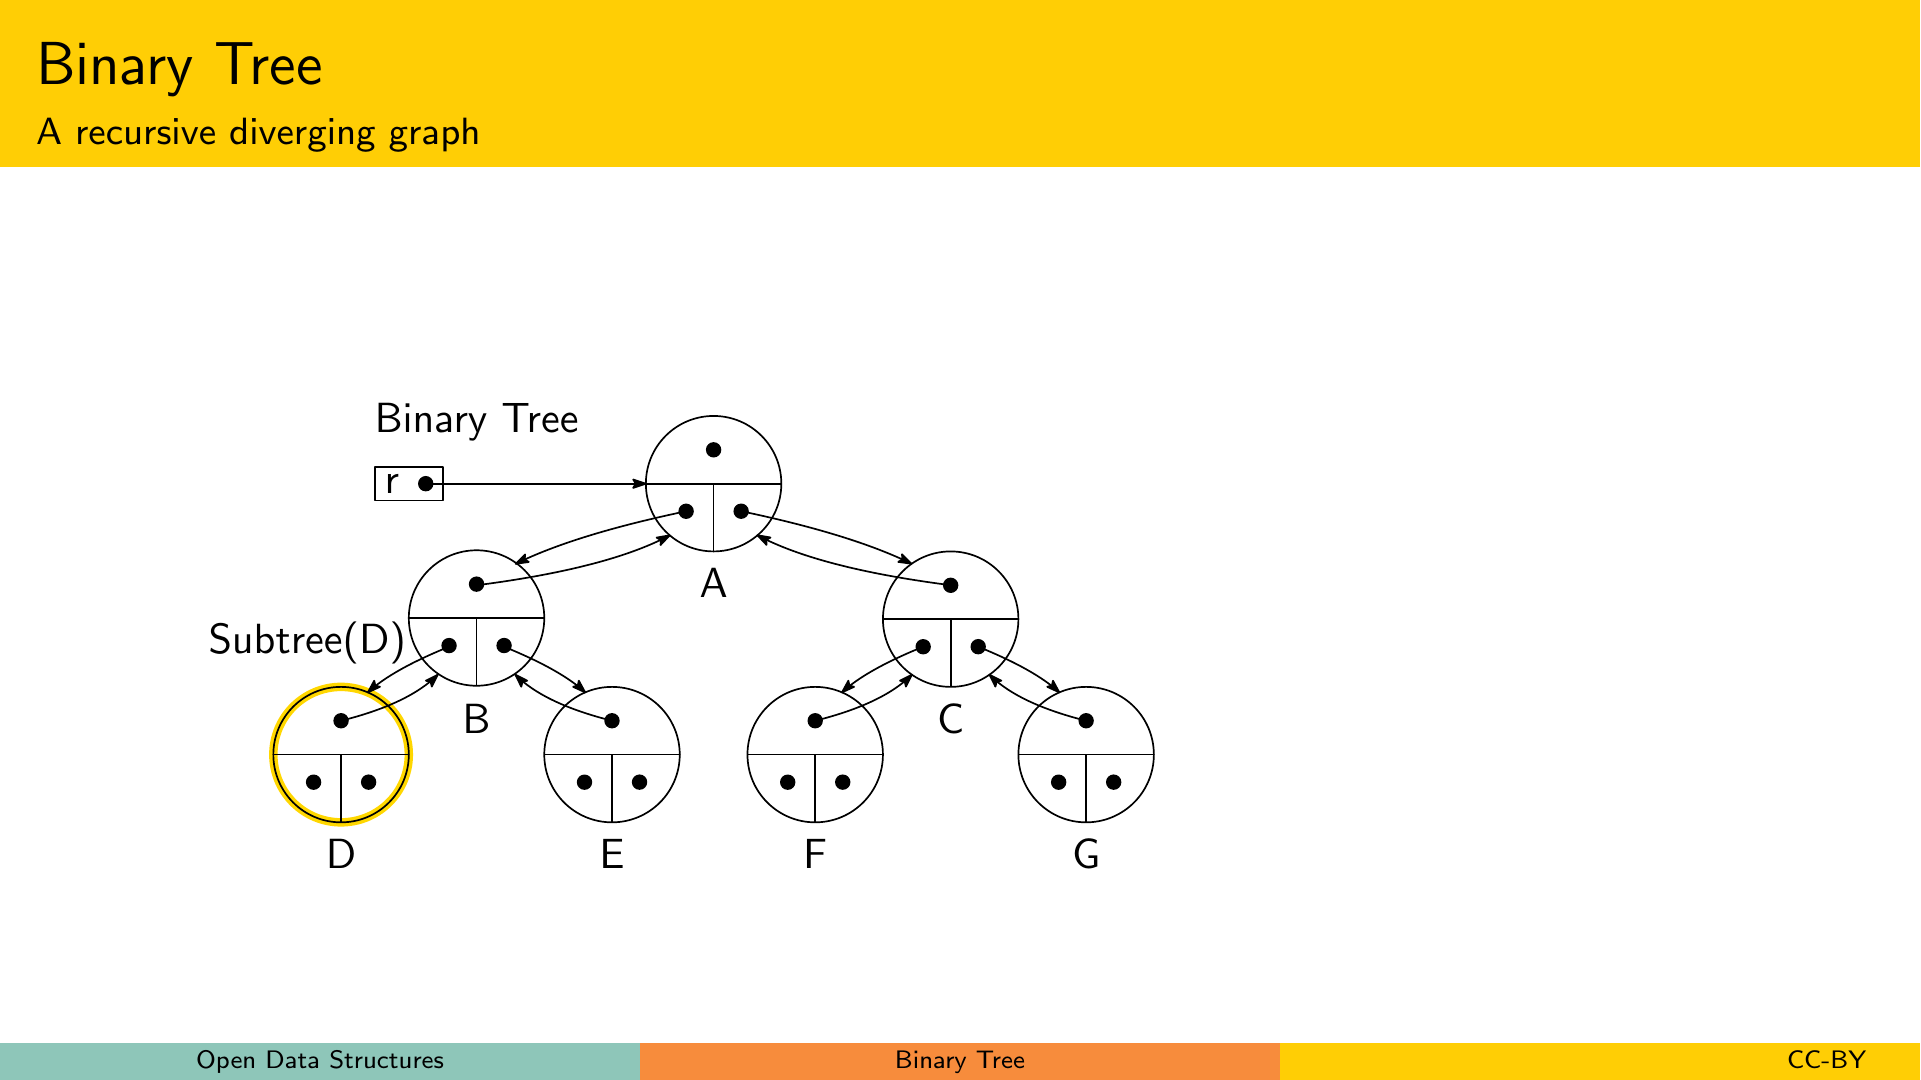 Binary Tree
A recursive diverging graph
Binary Tree
r
A
Subtree(D)
B
C
D
E
F
G
Open Data Structures
Binary Tree
CC-BY